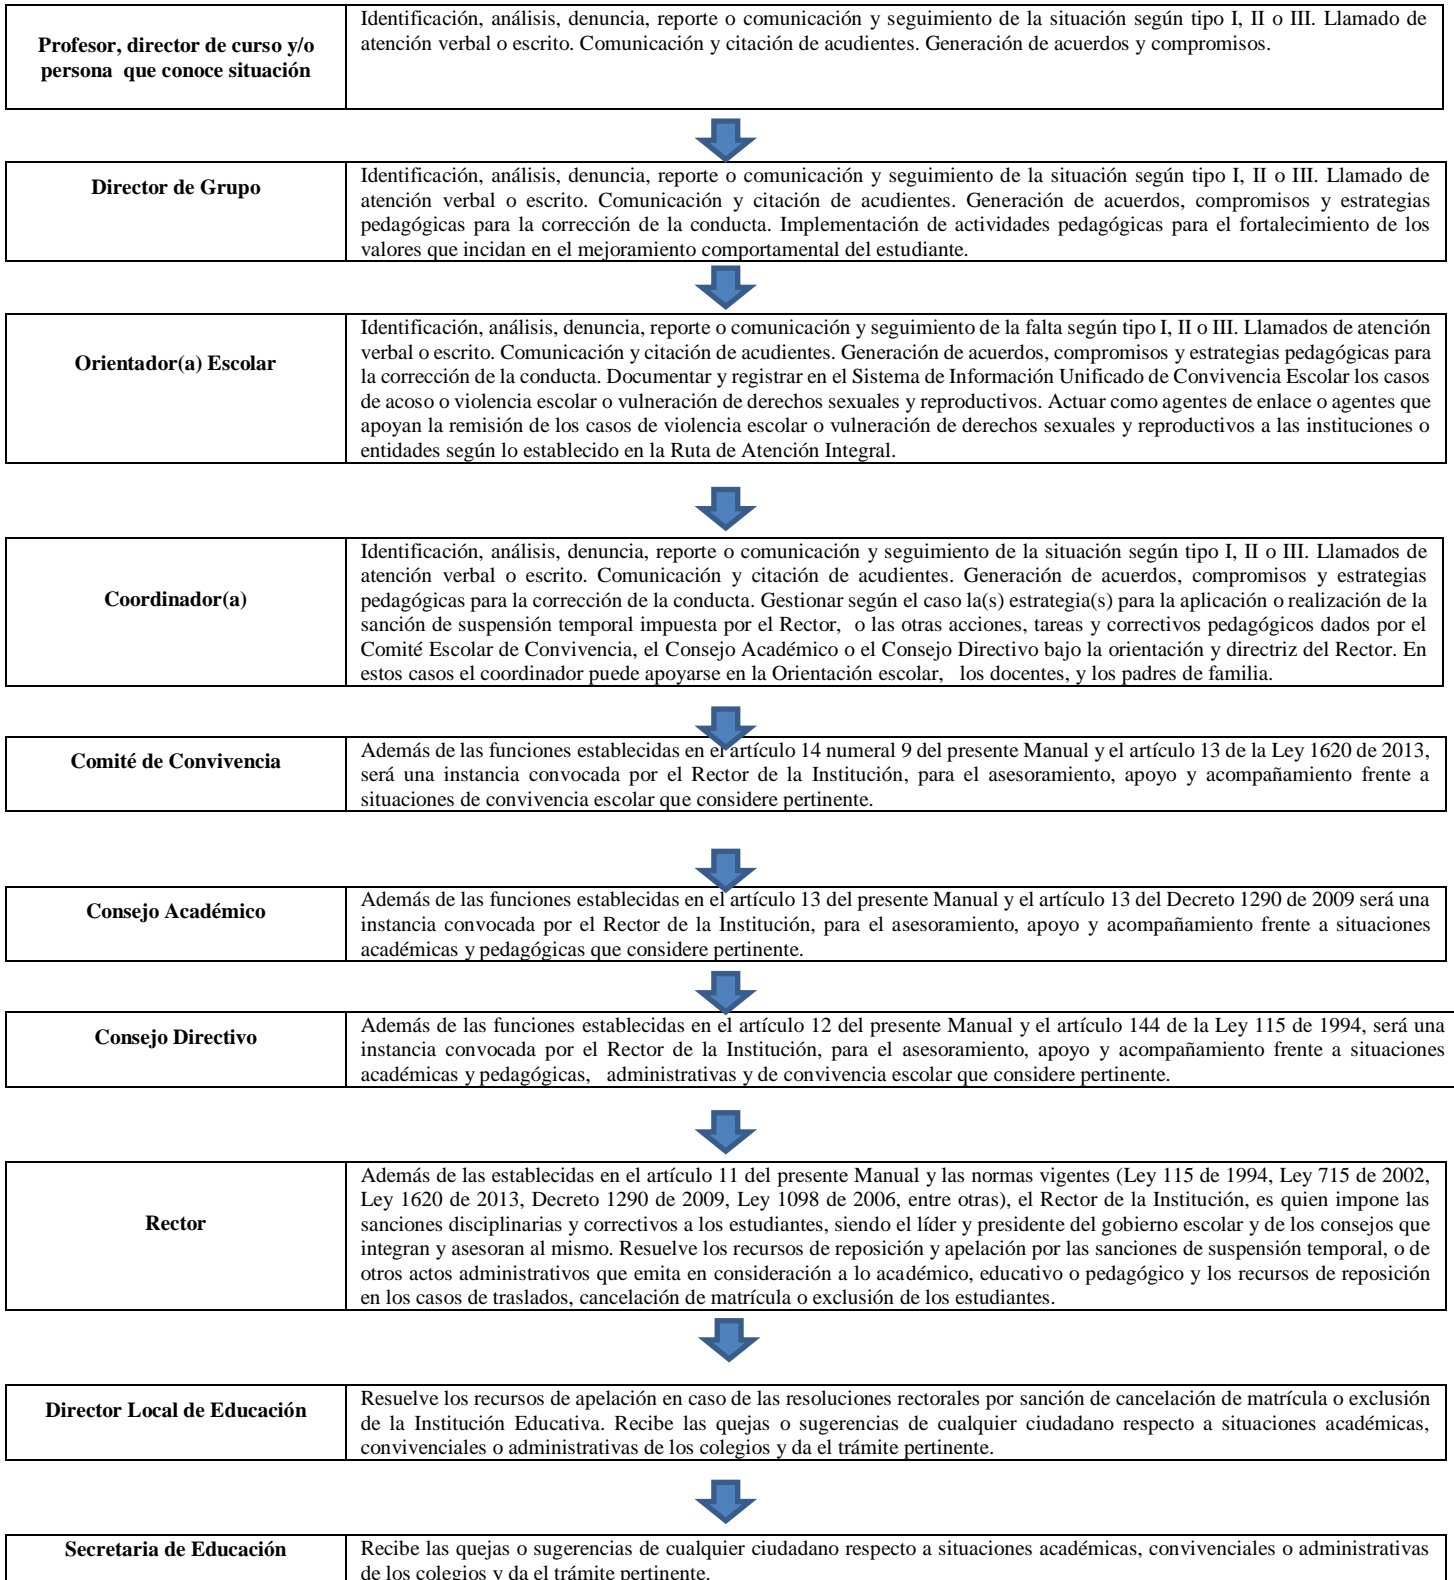 Profesor, director de curso y/o
persona que conoce situación
Identificación, análisis, denuncia, reporte o comunicación y seguimiento de la situación según tipo I, II o III. Llamado de
atención verbal o escrito. Comunicación y citación de acudientes. Generación de acuerdos y compromisos.
Director de Grupo
Identificación, análisis, denuncia, reporte o comunicación y seguimiento de la situación según tipo I, II o III. Llamado de
atención verbal o escrito. Comunicación y citación de acudientes. Generación de acuerdos, compromisos y estrategias
pedagógicas para la corrección de la conducta. Implementación de actividades pedagógicas para el fortalecimiento de los
valores que incidan en el mejoramiento comportamental del estudiante.
Orientador(a) Escolar
Identificación, análisis, denuncia, reporte o comunicación y seguimiento de la falta según tipo I, II o III. Llamados de atención
verbal o escrito. Comunicación y citación de acudientes. Generación de acuerdos, compromisos y estrategias pedagógicas para
la corrección de la conducta. Documentar y registrar en el Sistema de Información Unificado de Convivencia Escolar los casos
de acoso o violencia escolar o vulneración de derechos sexuales y reproductivos. Actuar como agentes de enlace o agentes que
apoyan la remisión de los casos de violencia escolar o vulneración de derechos sexuales y reproductivos a las instituciones o
entidades según lo establecido en la Ruta de Atención Integral.
Coordinador(a)
Identificación, análisis, denuncia, reporte o comunicación y seguimiento de la situación según tipo I, II o III. Llamados de
atención verbal o escrito. Comunicación y citación de acudientes. Generación de acuerdos, compromisos y estrategias
pedagógicas para la corrección de la conducta. Gestionar según el caso la(s) estrategia(s) para la aplicación o realización de la
sanción de suspensión temporal impuesta por el Rector, o las otras acciones, tareas y correctivos pedagógicos dados por el
Comité Escolar de Convivencia, el Consejo Académico o el Consejo Directivo bajo la orientación y directriz del Rector. En
estos casos el coordinador puede apoyarse en la Orientación escolar, los docentes, y los padres de familia.
Comité de Convivencia
Además de las funciones establecidas en el artículo 14 numeral 9 del presente Manual y el artículo 13 de la Ley 1620 de 2013,
será una instancia convocada por el Rector de la Institución, para el asesoramiento, apoyo y acompañamiento frente a
situaciones de convivencia escolar que considere pertinente.
Consejo Académico
Además de las funciones establecidas en el artículo 13 del presente Manual y el artículo 13 del Decreto 1290 de 2009 será una
instancia convocada por el Rector de la Institución, para el asesoramiento, apoyo y acompañamiento frente a situaciones
académicas y pedagógicas que considere pertinente.
Consejo Directivo
Además de las funciones establecidas en el artículo 12 del presente Manual y el artículo 144 de la Ley 115 de 1994, será una
instancia convocada por el Rector de la Institución, para el asesoramiento, apoyo y acompañamiento frente a situaciones
académicas y pedagógicas, administrativas y de convivencia escolar que considere pertinente.
Rector
Además de las establecidas en el artículo 11 del presente Manual y las normas vigentes (Ley 115 de 1994, Ley 715 de 2002,
Ley 1620 de 2013, Decreto 1290 de 2009, Ley 1098 de 2006, entre otras), el Rector de la Institución, es quien impone las
sanciones disciplinarias y correctivos a los estudiantes, siendo el líder y presidente del gobierno escolar y de los consejos que
integran y asesoran al mismo. Resuelve los recursos de reposición y apelación por las sanciones de suspensión temporal, o de
otros actos administrativos que emita en consideración a lo académico, educativo o pedagógico y los recursos de reposición
en los casos de traslados, cancelación de matrícula o exclusión de los estudiantes.
Director Local de Educación
Resuelve los recursos de apelación en caso de las resoluciones rectorales por sanción de cancelación de matrícula o exclusión
de la Institución Educativa. Recibe las quejas o sugerencias de cualquier ciudadano respecto a situaciones académicas,
convivenciales o administrativas de los colegios y da el trámite pertinente.
Secretaria de Educación
Recibe las quejas o sugerencias de cualquier ciudadano respecto a situaciones académicas, convivenciales o administrativas
de los colegios y da el trámite pertinente.